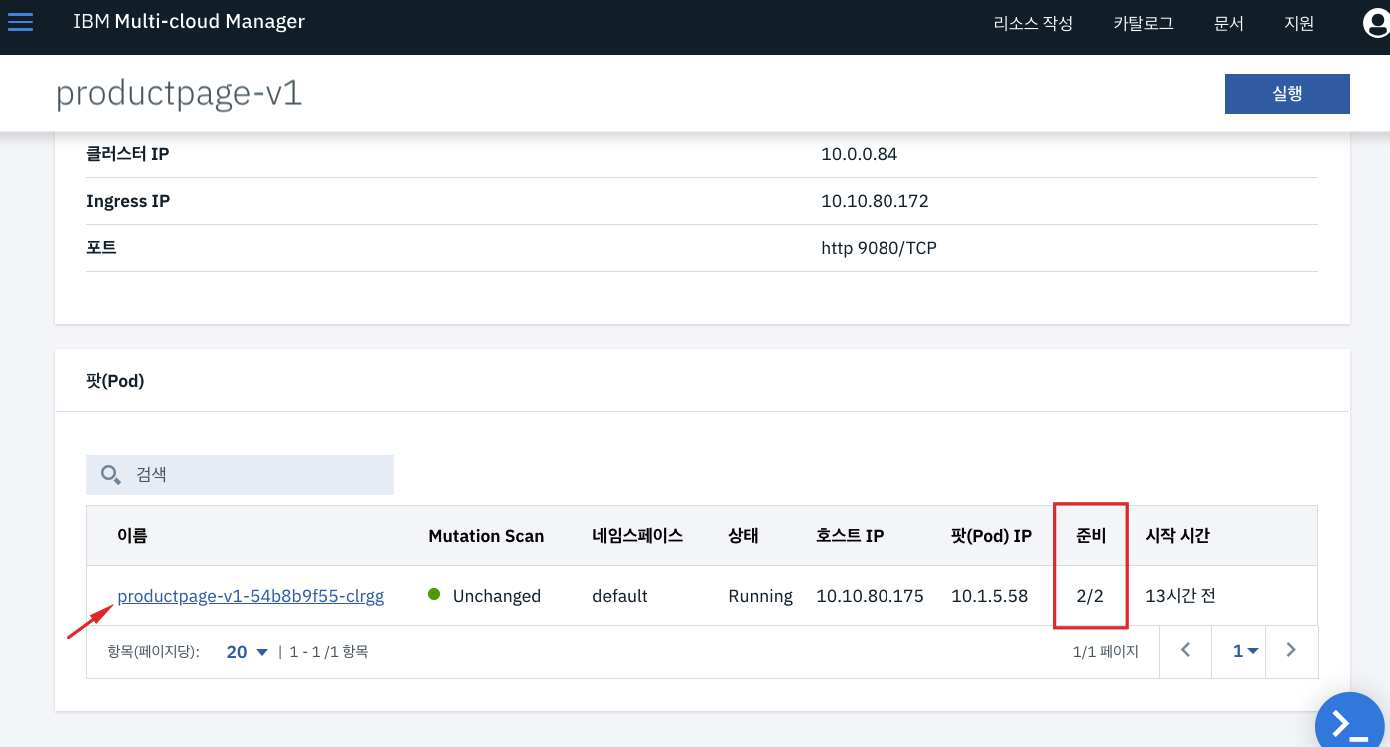 IBM Multi-cloud Manager 리소스 작성 카탈로그 문서 지원
productpage-v1 실행
클러스터 IP 10.0.0.84
Ingress IP 10.10.80.172
포트 http 9080/TCP
팟(Pod)
검색
이름 Mutation Scan 네임스페이스 상태 호스트 IP 팟(Pod) IP 준비 시작 시간
productpage-v1-54b8b9f55-clrgg Unchanged default Running 10.10.80.175 10.1.5.58 2/2 13시간 전
항목(페이지당): 20 | 1 - 1 /1 항목 1/1 페이지 1